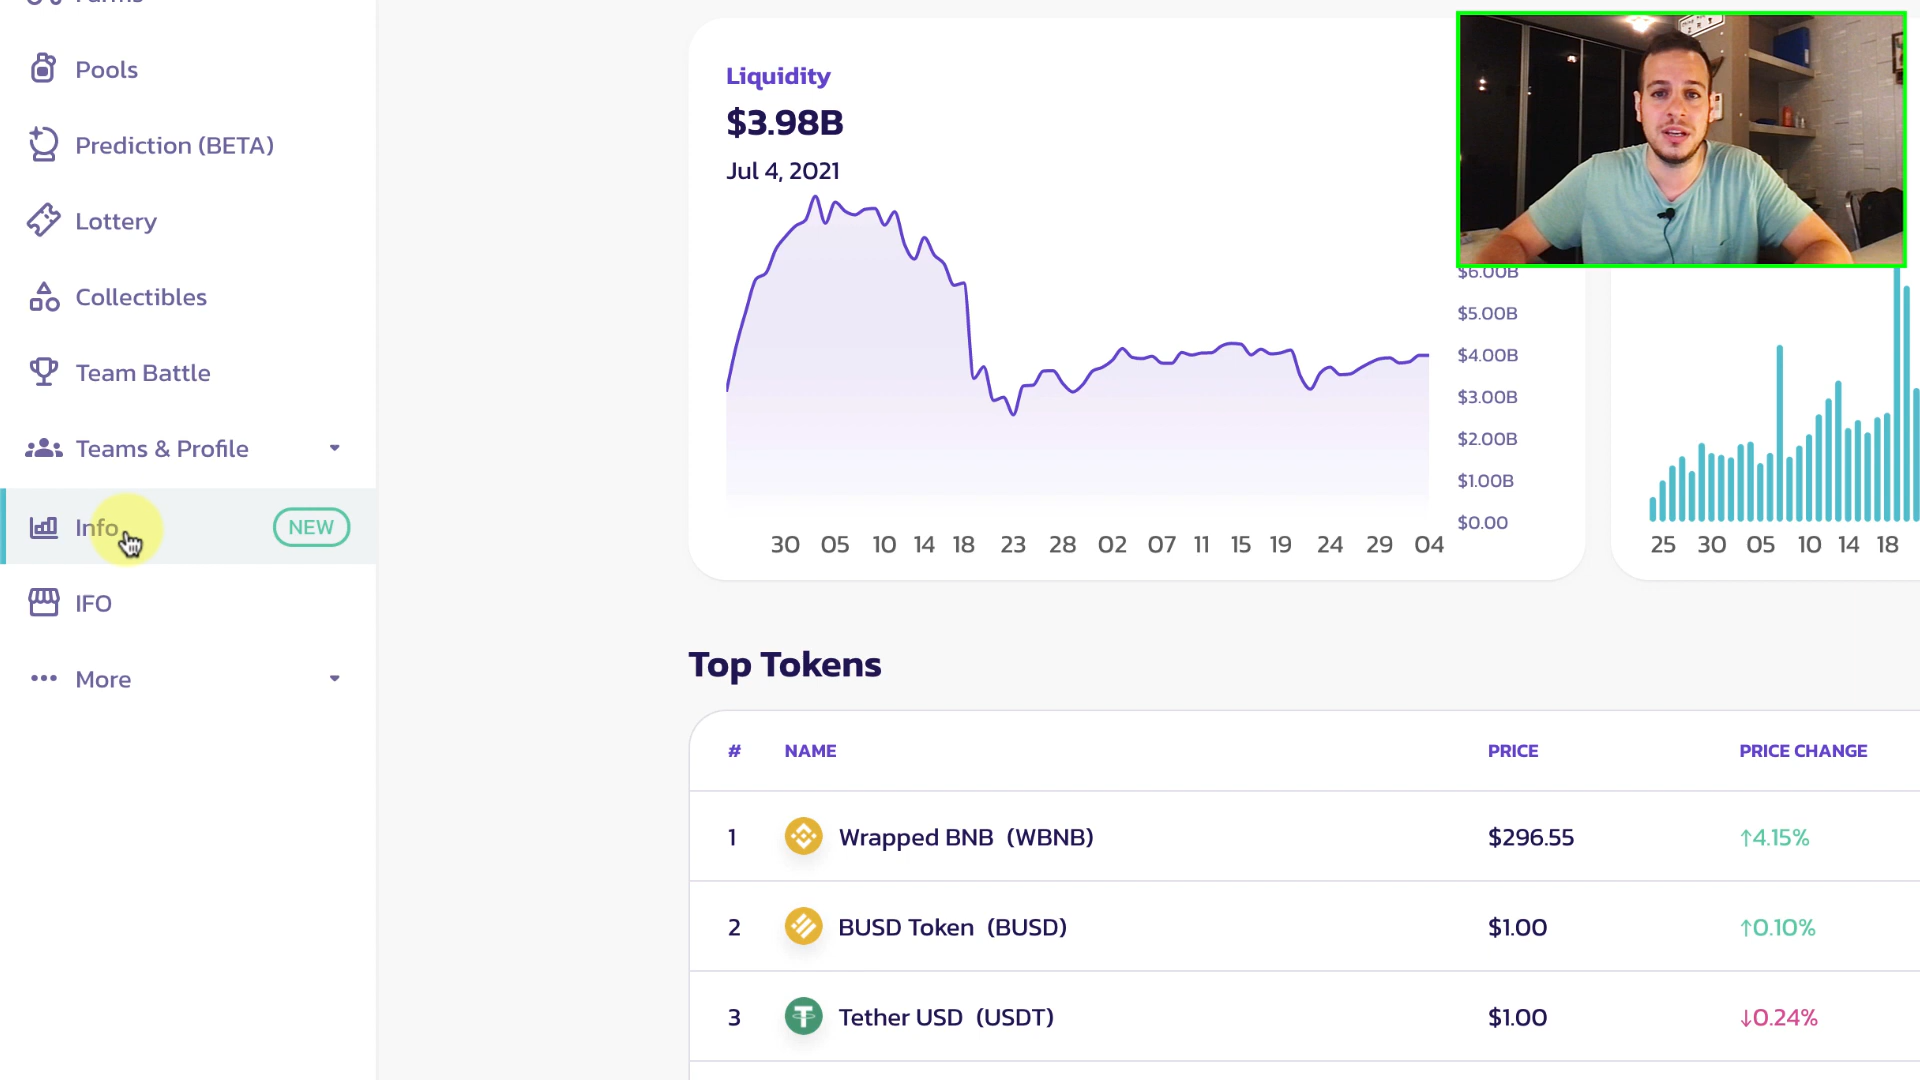 Farms
Pools
Prediction (BETA)
Lottery
Collectibles
Team Battle
Teams & Profile
Info
NEW
IFO
More
Liquidity
$3.98B
Jul 4, 2021
$6.00B
$5.00B
$4.00B
$3.00B
$2.00B
$1.00B
$0.00
30 05 10 14 18 23 28 02 07 11 15 19 24 29 04
25 30 05 10 14 18
Top Tokens
# NAME PRICE PRICE CHANGE
1 Wrapped BNB (WBNB) $296.55 ↑4.15%
2 BUSD Token (BUSD) $1.00 ↑0.10%
3 Tether USD (USDT) $1.00 ↓0.24%